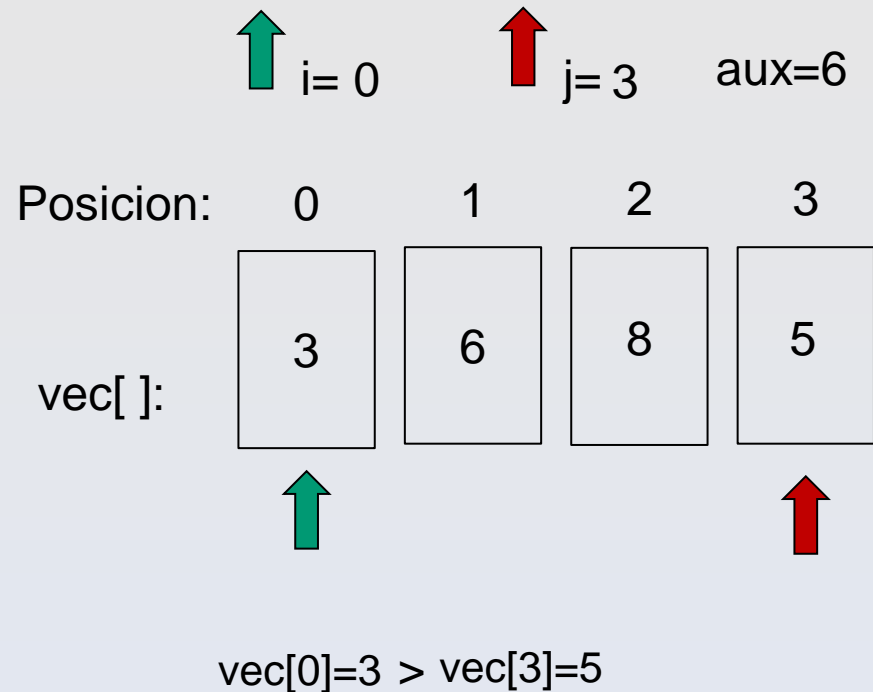 i= 0 j= 3 aux=6
Posicion: 0 1 2 3
3 6 8 5
vec[ ]:
vec[0]=3 > vec[3]=5